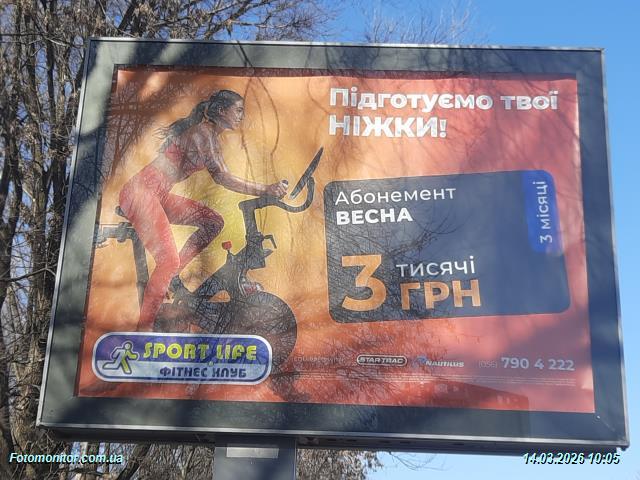 Підготуємо твої
НІЖКИ!
Абонемент
ВЕСНА
3 місяці
3 тисячі
ГРН
SPORT LIFE
ФІТНЕС КЛУБ
STAR TRAC
NAUTILUS
(056) 790 4 222
Fotomonitor.com.ua
14.03.2026 10:05